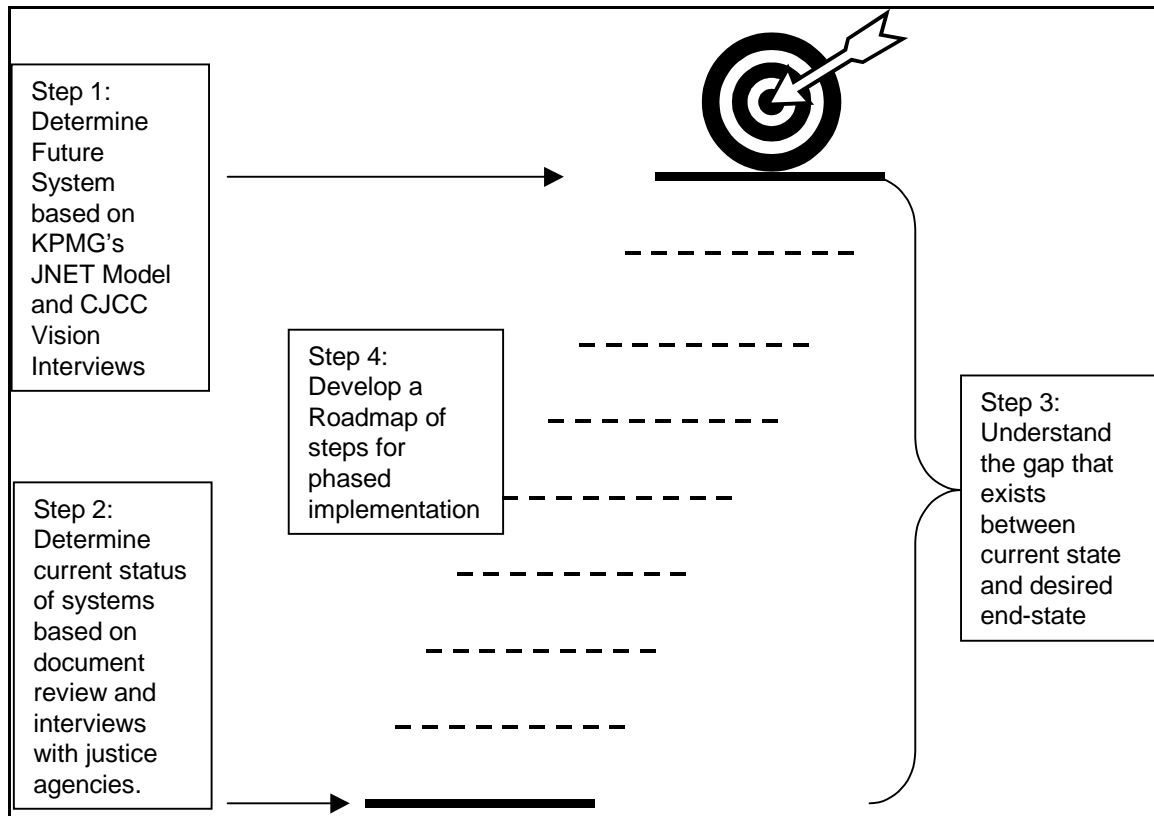 Step 1:
Determine
Future
System
based on
KPMG's
JNET Model
and CJCC
Vision
Interviews
Step 2:
Determine
current status
of systems
based on
document
review and
interviews
with justice
agencies.
Step 4:
Develop a
Roadmap of
steps for
phased
implementation
Step 3:
Understand
the gap that
exists
between
current state
and desired
end-state